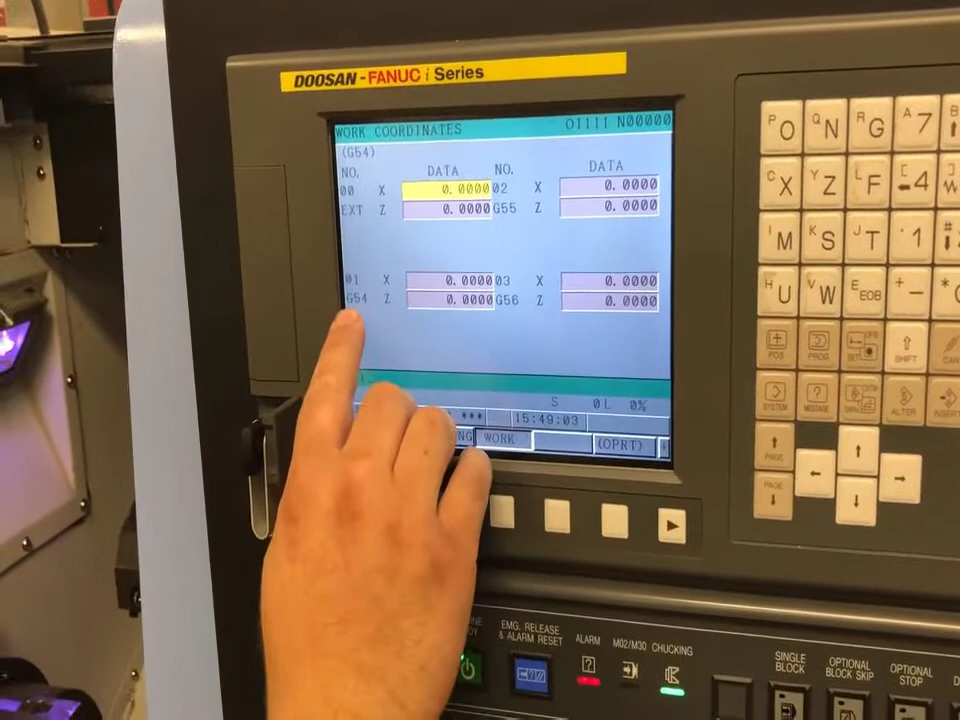 DOOSAN-FANUC i Series
WORK COORDINATES O1111 N00000
(G54)
NO. DATA NO. DATA
00 X 0.0000 02 X 0.0000
EXT Z 0.0000 G55 Z 0.0000
01 X 0.0000 03 X 0.0000
G54 Z 0.0000 G56 Z 0.0000
S 0L 0%
*** 15:49:03
WORK (OPRT)
P O Q N R G A 7
C X Y Z L F [ 4
I M K S J T , 1
H U V W E EOB + -
POS PROG SHIFT
SYSTEM MESSAGE ALTER INSERT
PAGE
PAGE
EMG. RELEASE & ALARM RESET
ALARM
M02/M30
CHUCKING
SINGLE BLOCK
OPTIONAL BLOCK SKIP
OPTIONAL STOP